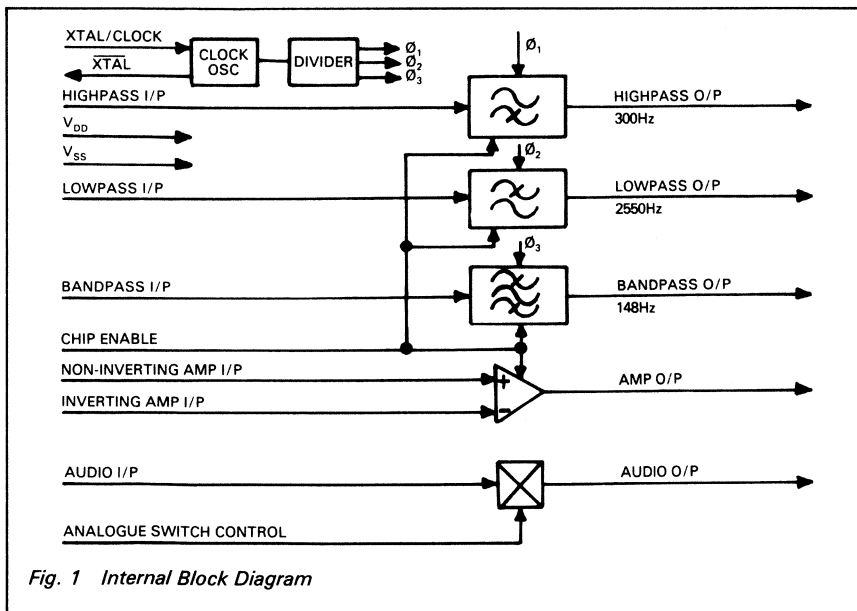 XTAL/CLOCK
XTAL
CLOCK
OSC
DIVIDER
Ø1
Ø2
Ø3
Ø1
HIGHPASS I/P
HIGHPASS O/P
300Hz
VDD
VSS
Ø2
LOWPASS I/P
LOWPASS O/P
2550Hz
Ø3
BANDPASS I/P
BANDPASS O/P
148Hz
CHIP ENABLE
NON-INVERTING AMP I/P
+
AMP O/P
INVERTING AMP I/P
−
AUDIO I/P
AUDIO O/P
ANALOGUE SWITCH CONTROL
Fig. 1 Internal Block Diagram